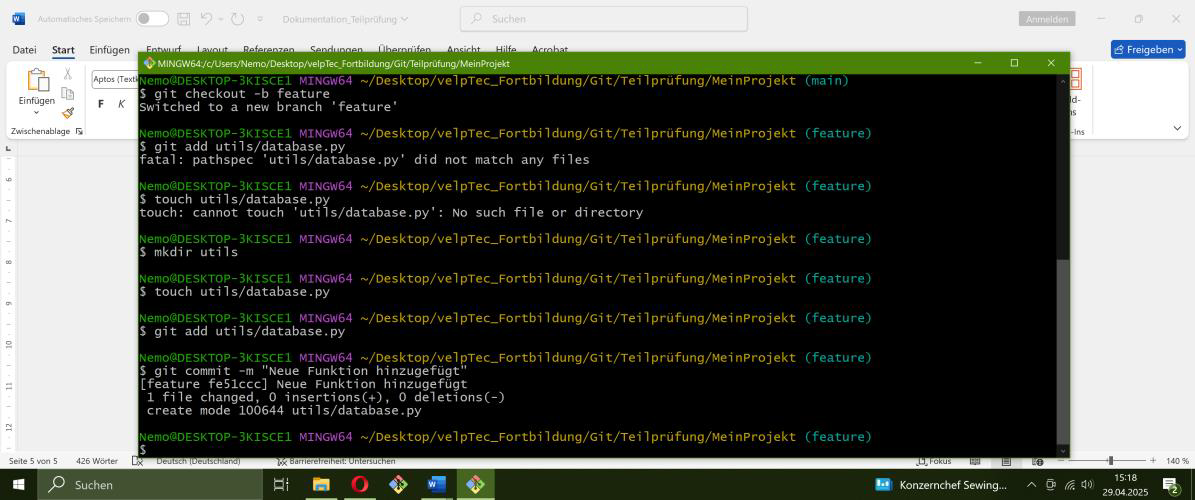 Automatisches Speichern
Dokumentation_Teilprüfung
Suchen
Anmelden
Datei Start Einfügen Entwurf Layout Referenzen Sendungen Überprüfen Ansicht Hilfe Acrobat
Freigeben
MINGW64:/c/Users/Nemo/Desktop/velpTec_Fortbildung/Git/Teilprüfung/MeinProjekt
Einfügen
Zwischenablage
F K
Nemo@DESKTOP-3KISCE1 MINGW64 ~/Desktop/velpTec_Fortbildung/Git/Teilprüfung/MeinProjekt (main)
$ git checkout -b feature
Switched to a new branch 'feature'
Nemo@DESKTOP-3KISCE1 MINGW64 ~/Desktop/velpTec_Fortbildung/Git/Teilprüfung/MeinProjekt (feature)
$ git add utils/database.py
fatal: pathspec 'utils/database.py' did not match any files
Nemo@DESKTOP-3KISCE1 MINGW64 ~/Desktop/velpTec_Fortbildung/Git/Teilprüfung/MeinProjekt (feature)
$ touch utils/database.py
touch: cannot touch 'utils/database.py': No such file or directory
Nemo@DESKTOP-3KISCE1 MINGW64 ~/Desktop/velpTec_Fortbildung/Git/Teilprüfung/MeinProjekt (feature)
$ mkdir utils
Nemo@DESKTOP-3KISCE1 MINGW64 ~/Desktop/velpTec_Fortbildung/Git/Teilprüfung/MeinProjekt (feature)
$ touch utils/database.py
Nemo@DESKTOP-3KISCE1 MINGW64 ~/Desktop/velpTec_Fortbildung/Git/Teilprüfung/MeinProjekt (feature)
$ git add utils/database.py
Nemo@DESKTOP-3KISCE1 MINGW64 ~/Desktop/velpTec_Fortbildung/Git/Teilprüfung/MeinProjekt (feature)
$ git commit -m "Neue Funktion hinzugefügt"
[feature fe51ccc] Neue Funktion hinzugefügt
1 file changed, 0 insertions(+), 0 deletions(-)
create mode 100644 utils/database.py
Nemo@DESKTOP-3KISCE1 MINGW64 ~/Desktop/velpTec_Fortbildung/Git/Teilprüfung/MeinProjekt (feature)
$
Seite 5 von 5 426 Wörter Deutsch (Deutschland) Barrierefreiheit: Untersuchen Fokus 140 %
Suchen
Konzernchef Sewing...
15:18
29.04.2025
2